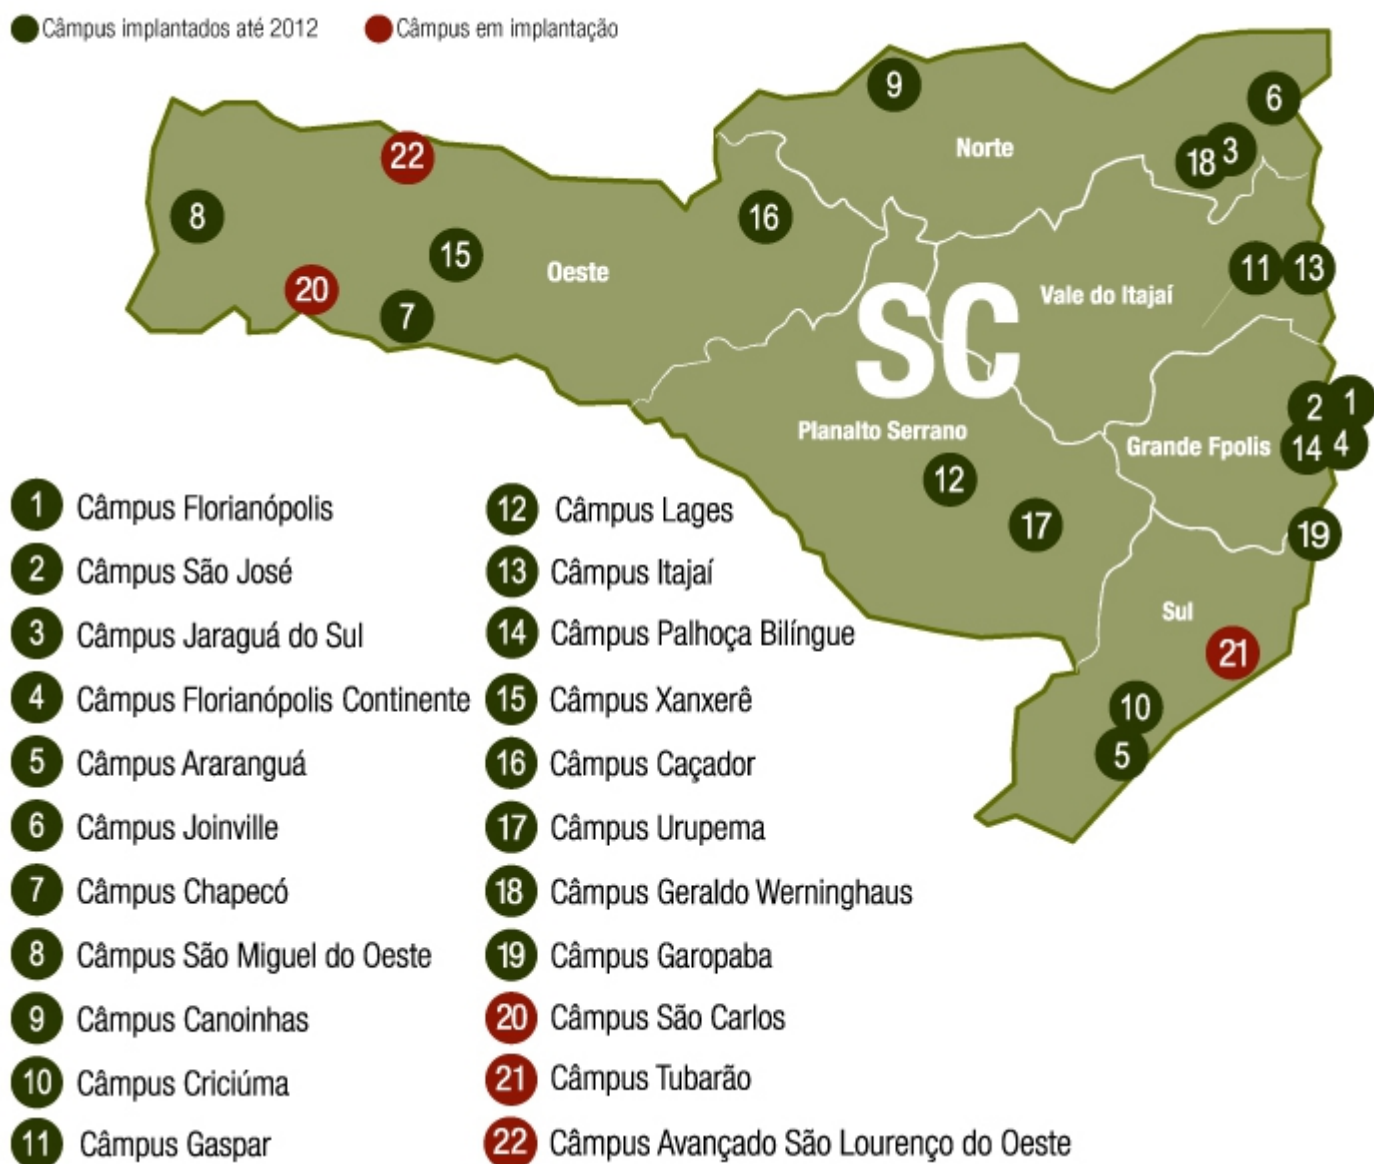 Câmpus implantados até 2012
Câmpus em implantação
9
6
Norte
22
18
3
8
16
15
Oeste
11
13
20
Vale do Itajaí
7
SC
2
1
Planalto Serrano
Grande Fpolis
14
4
12
17
19
Sul
21
10
5
1 Câmpus Florianópolis
2 Câmpus São José
3 Câmpus Jaraguá do Sul
4 Câmpus Florianópolis Continente
5 Câmpus Araranguá
6 Câmpus Joinville
7 Câmpus Chapecó
8 Câmpus São Miguel do Oeste
9 Câmpus Canoinhas
10 Câmpus Criciúma
11 Câmpus Gaspar
12 Câmpus Lages
13 Câmpus Itajaí
14 Câmpus Palhoça Bilíngue
15 Câmpus Xanxerê
16 Câmpus Caçador
17 Câmpus Urupema
18 Câmpus Geraldo Werninghaus
19 Câmpus Garopaba
20 Câmpus São Carlos
21 Câmpus Tubarão
22 Câmpus Avançado São Lourenço do Oeste